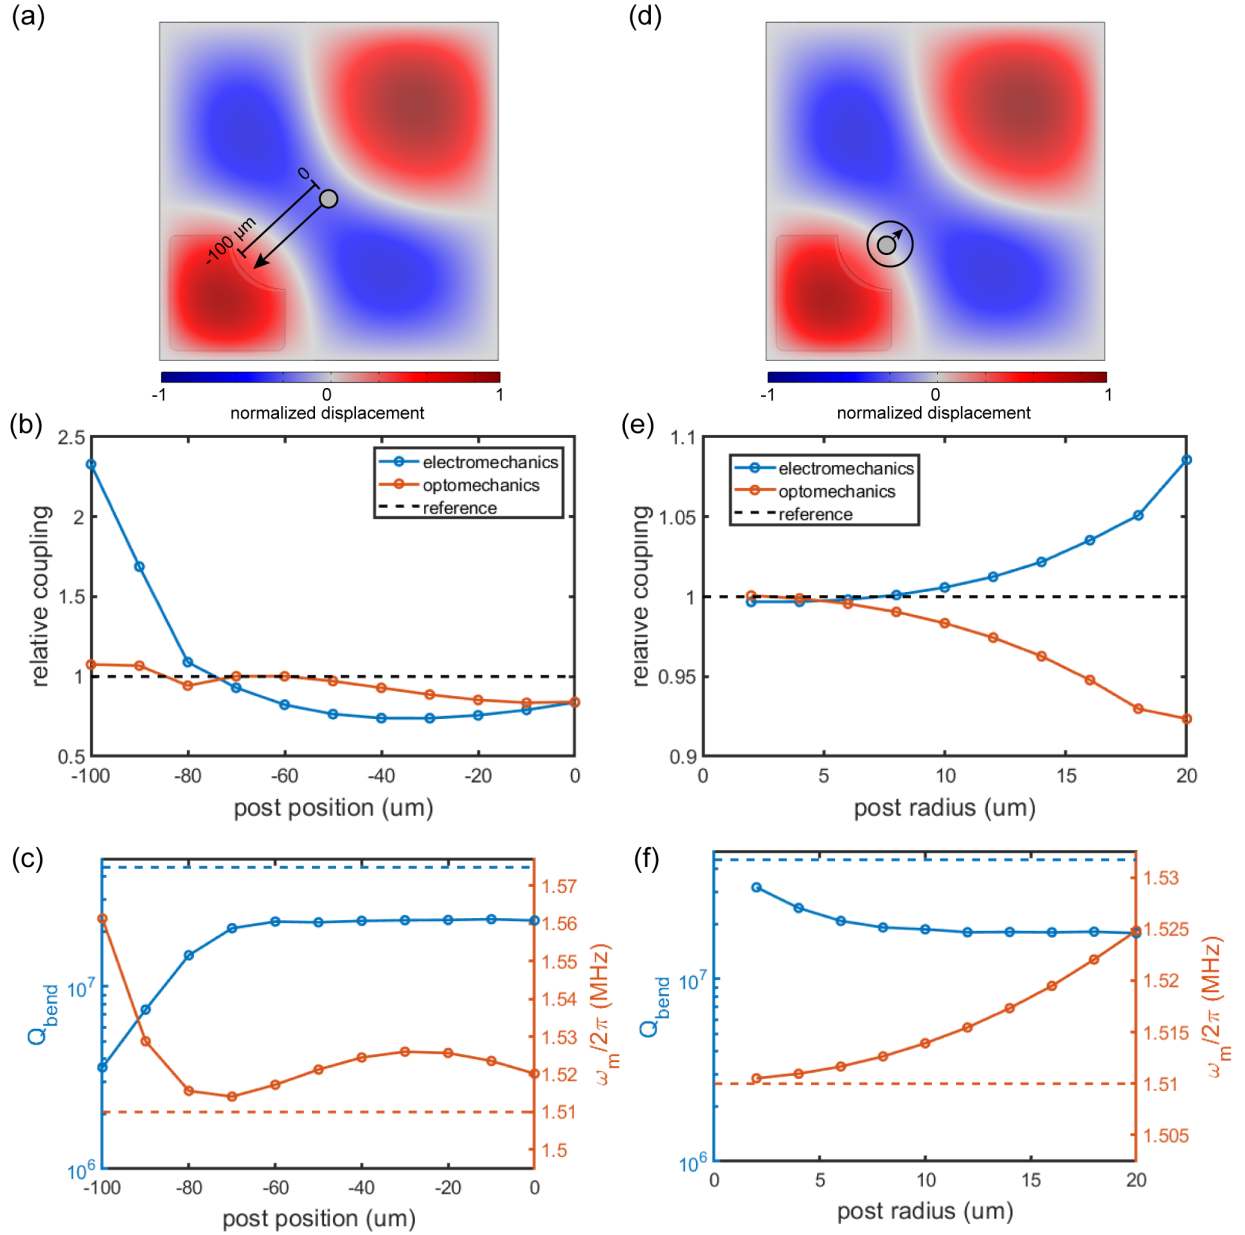 (a)
0
-100 μm
-1 0 1
normalized displacement
(d)
-1 0 1
normalized displacement
(b)
2.5
2
1.5
1
0.5
relative coupling
electromechanics
optomechanics
reference
-100 -80 -60 -40 -20 0
post position (um)
(e)
1.1
1.05
1
0.95
0.9
relative coupling
electromechanics
optomechanics
reference
0 5 10 15 20
post radius (um)
(c)
10^7
10^6
Q_bend
1.57
1.56
1.55
1.54
1.53
1.52
1.51
1.5
ω_m/2π (MHz)
-100 -80 -60 -40 -20 0
post position (um)
(f)
10^7
10^6
Q_bend
1.53
1.525
1.52
1.515
1.51
1.505
ω_m/2π (MHz)
0 5 10 15 20
post radius (um)